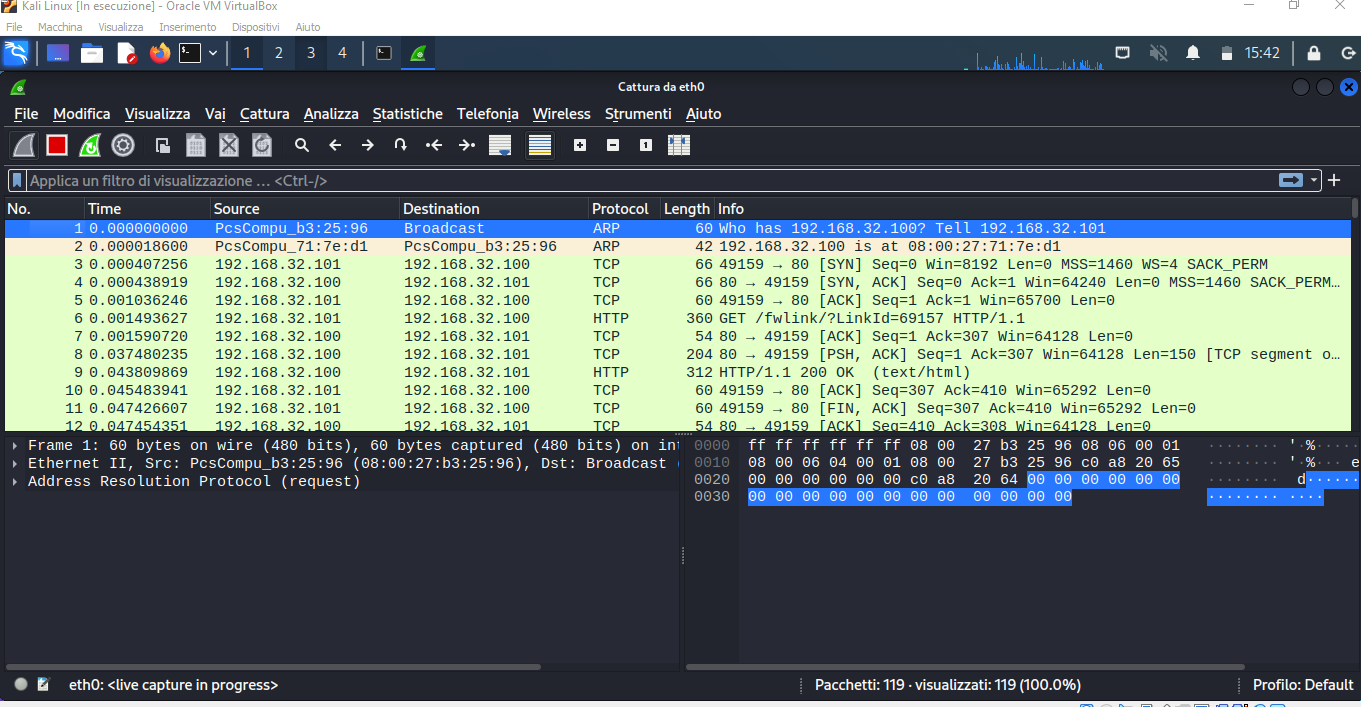 Kali Linux [In esecuzione] - Oracle VM VirtualBox
File Macchina Visualizza Inserimento Dispositivi Aiuto
1 2 3 4 15:42
Cattura da eth0
File Modifica Visualizza Vai Cattura Analizza Statistiche Telefonia Wireless Strumenti Aiuto
Applica un filtro di visualizzazione ... <Ctrl-/>
No. Time Source Destination Protocol Length Info
1 0.000000000 PcsCompu_b3:25:96 Broadcast ARP 60 Who has 192.168.32.100? Tell 192.168.32.101
2 0.000018600 PcsCompu_71:7e:d1 PcsCompu_b3:25:96 ARP 42 192.168.32.100 is at 08:00:27:71:7e:d1
3 0.000407256 192.168.32.101 192.168.32.100 TCP 66 49159 → 80 [SYN] Seq=0 Win=8192 Len=0 MSS=1460 WS=4 SACK_PERM
4 0.000438919 192.168.32.100 192.168.32.101 TCP 66 80 → 49159 [SYN, ACK] Seq=0 Ack=1 Win=64240 Len=0 MSS=1460 SACK_PERM…
5 0.001036246 192.168.32.101 192.168.32.100 TCP 60 49159 → 80 [ACK] Seq=1 Ack=1 Win=65700 Len=0
6 0.001493627 192.168.32.101 192.168.32.100 HTTP 360 GET /fwlink/?LinkId=69157 HTTP/1.1
7 0.001590720 192.168.32.100 192.168.32.101 TCP 54 80 → 49159 [ACK] Seq=1 Ack=307 Win=64128 Len=0
8 0.037480235 192.168.32.100 192.168.32.101 TCP 204 80 → 49159 [PSH, ACK] Seq=1 Ack=307 Win=64128 Len=150 [TCP segment o…
9 0.043809869 192.168.32.100 192.168.32.101 HTTP 312 HTTP/1.1 200 OK (text/html)
10 0.045483941 192.168.32.101 192.168.32.100 TCP 60 49159 → 80 [ACK] Seq=307 Ack=410 Win=65292 Len=0
11 0.047426607 192.168.32.101 192.168.32.100 TCP 60 49159 → 80 [FIN, ACK] Seq=307 Ack=410 Win=65292 Len=0
12 0.047454351 192.168.32.100 192.168.32.101 TCP 54 80 → 49159 [ACK] Seq=410 Ack=308 Win=64128 Len=0
Frame 1: 60 bytes on wire (480 bits), 60 bytes captured (480 bits) on in
Ethernet II, Src: PcsCompu_b3:25:96 (08:00:27:b3:25:96), Dst: Broadcast (
Address Resolution Protocol (request)
0000 ff ff ff ff ff ff 08 00 27 b3 25 96 08 06 00 01 ········ '·%·····
0010 08 00 06 04 00 01 08 00 27 b3 25 96 c0 a8 20 65 ········ '·%··· e
0020 00 00 00 00 00 00 c0 a8 20 64 00 00 00 00 00 00 ········ d······
0030 00 00 00 00 00 00 00 00 00 00 00 00 ········ ····
eth0: <live capture in progress> Pacchetti: 119 · visualizzati: 119 (100.0%) Profilo: Default